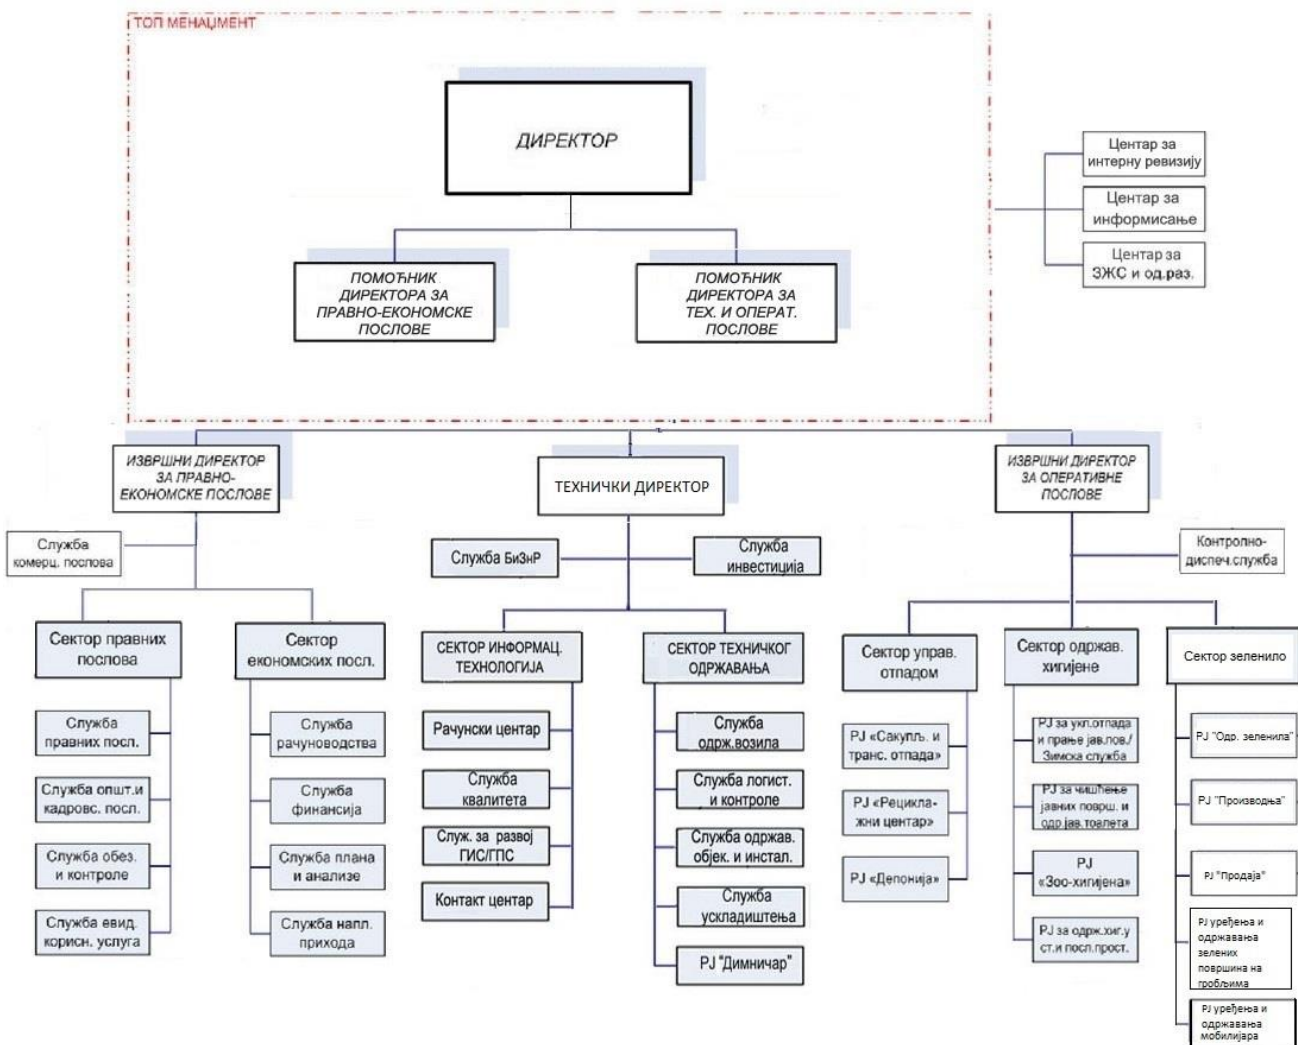 ТОП МЕНАЏМЕНТ
ДИРЕКТОР
ПОМОЋНИК
ДИРЕКТОРА ЗА
ПРАВНО-ЕКОНОМСКЕ
ПОСЛОВЕ
ПОМОЋНИК
ДИРЕКТОРА ЗА
ТЕХ. И ОПЕРАТ.
ПОСЛОВЕ
Центар за
интерну ревизију
Центар за
информисање
Центар за
ЗЖС и од.раз.
ИЗВРШНИ ДИРЕКТОР
ЗА ПРАВНО-
ЕКОНОМСКЕ ПОСЛОВЕ
ТЕХНИЧКИ ДИРЕКТОР
ИЗВРШНИ ДИРЕКТОР
ЗА ОПЕРАТИВНЕ
ПОСЛОВЕ
Служба
комерц. послова
Служба БиЗнР
Служба
инвестиција
Контролно-
диспеч.служба
Сектор правних
послова
Служба
правних посл.
Служба општ.и
кадровс. посл.
Служба обез.
и контроле
Служба евид.
корисн. услуга
Сектор
економских посл.
Служба
рачуноводства
Служба
финансија
Служба плана
и анализе
Служба напл.
прихода
СЕКТОР ИНФОРМАЦ.
ТЕХНОЛОГИЈА
Рачунски центар
Служба
квалитета
Служ. за развој
ГИС/ГПС
Контакт центар
СЕКТОР ТЕХНИЧКОГ
ОДРЖАВАЊА
Служба
одрж.возила
Служба логист.
и контроле
Служба одржав.
објек. и инстал.
Служба
ускладиштења
РЈ "Димничар"
Сектор управ.
отпадом
РЈ «Сакупљ. и
транс. отпада»
РЈ «Рецикла-
жни центар»
РЈ «Депонија»
Сектор одржав.
хигијене
РЈ за укл.отпада
и прање јав.пов./
Зимска служба
РЈ за чишћење
јавних површ. и
одр.јав.тоалета
РЈ
«Зоо-хигијена»
РЈ за одрж.хиг.у
ст.и посл.прост.
Сектор зеленило
РЈ "Одр. зеленила"
РЈ "Производња"
РЈ "Продаја"
РЈ уређења и
одржавања
зелених
површина на
гробљима
РЈ уређења и
одржавања
мобилијара